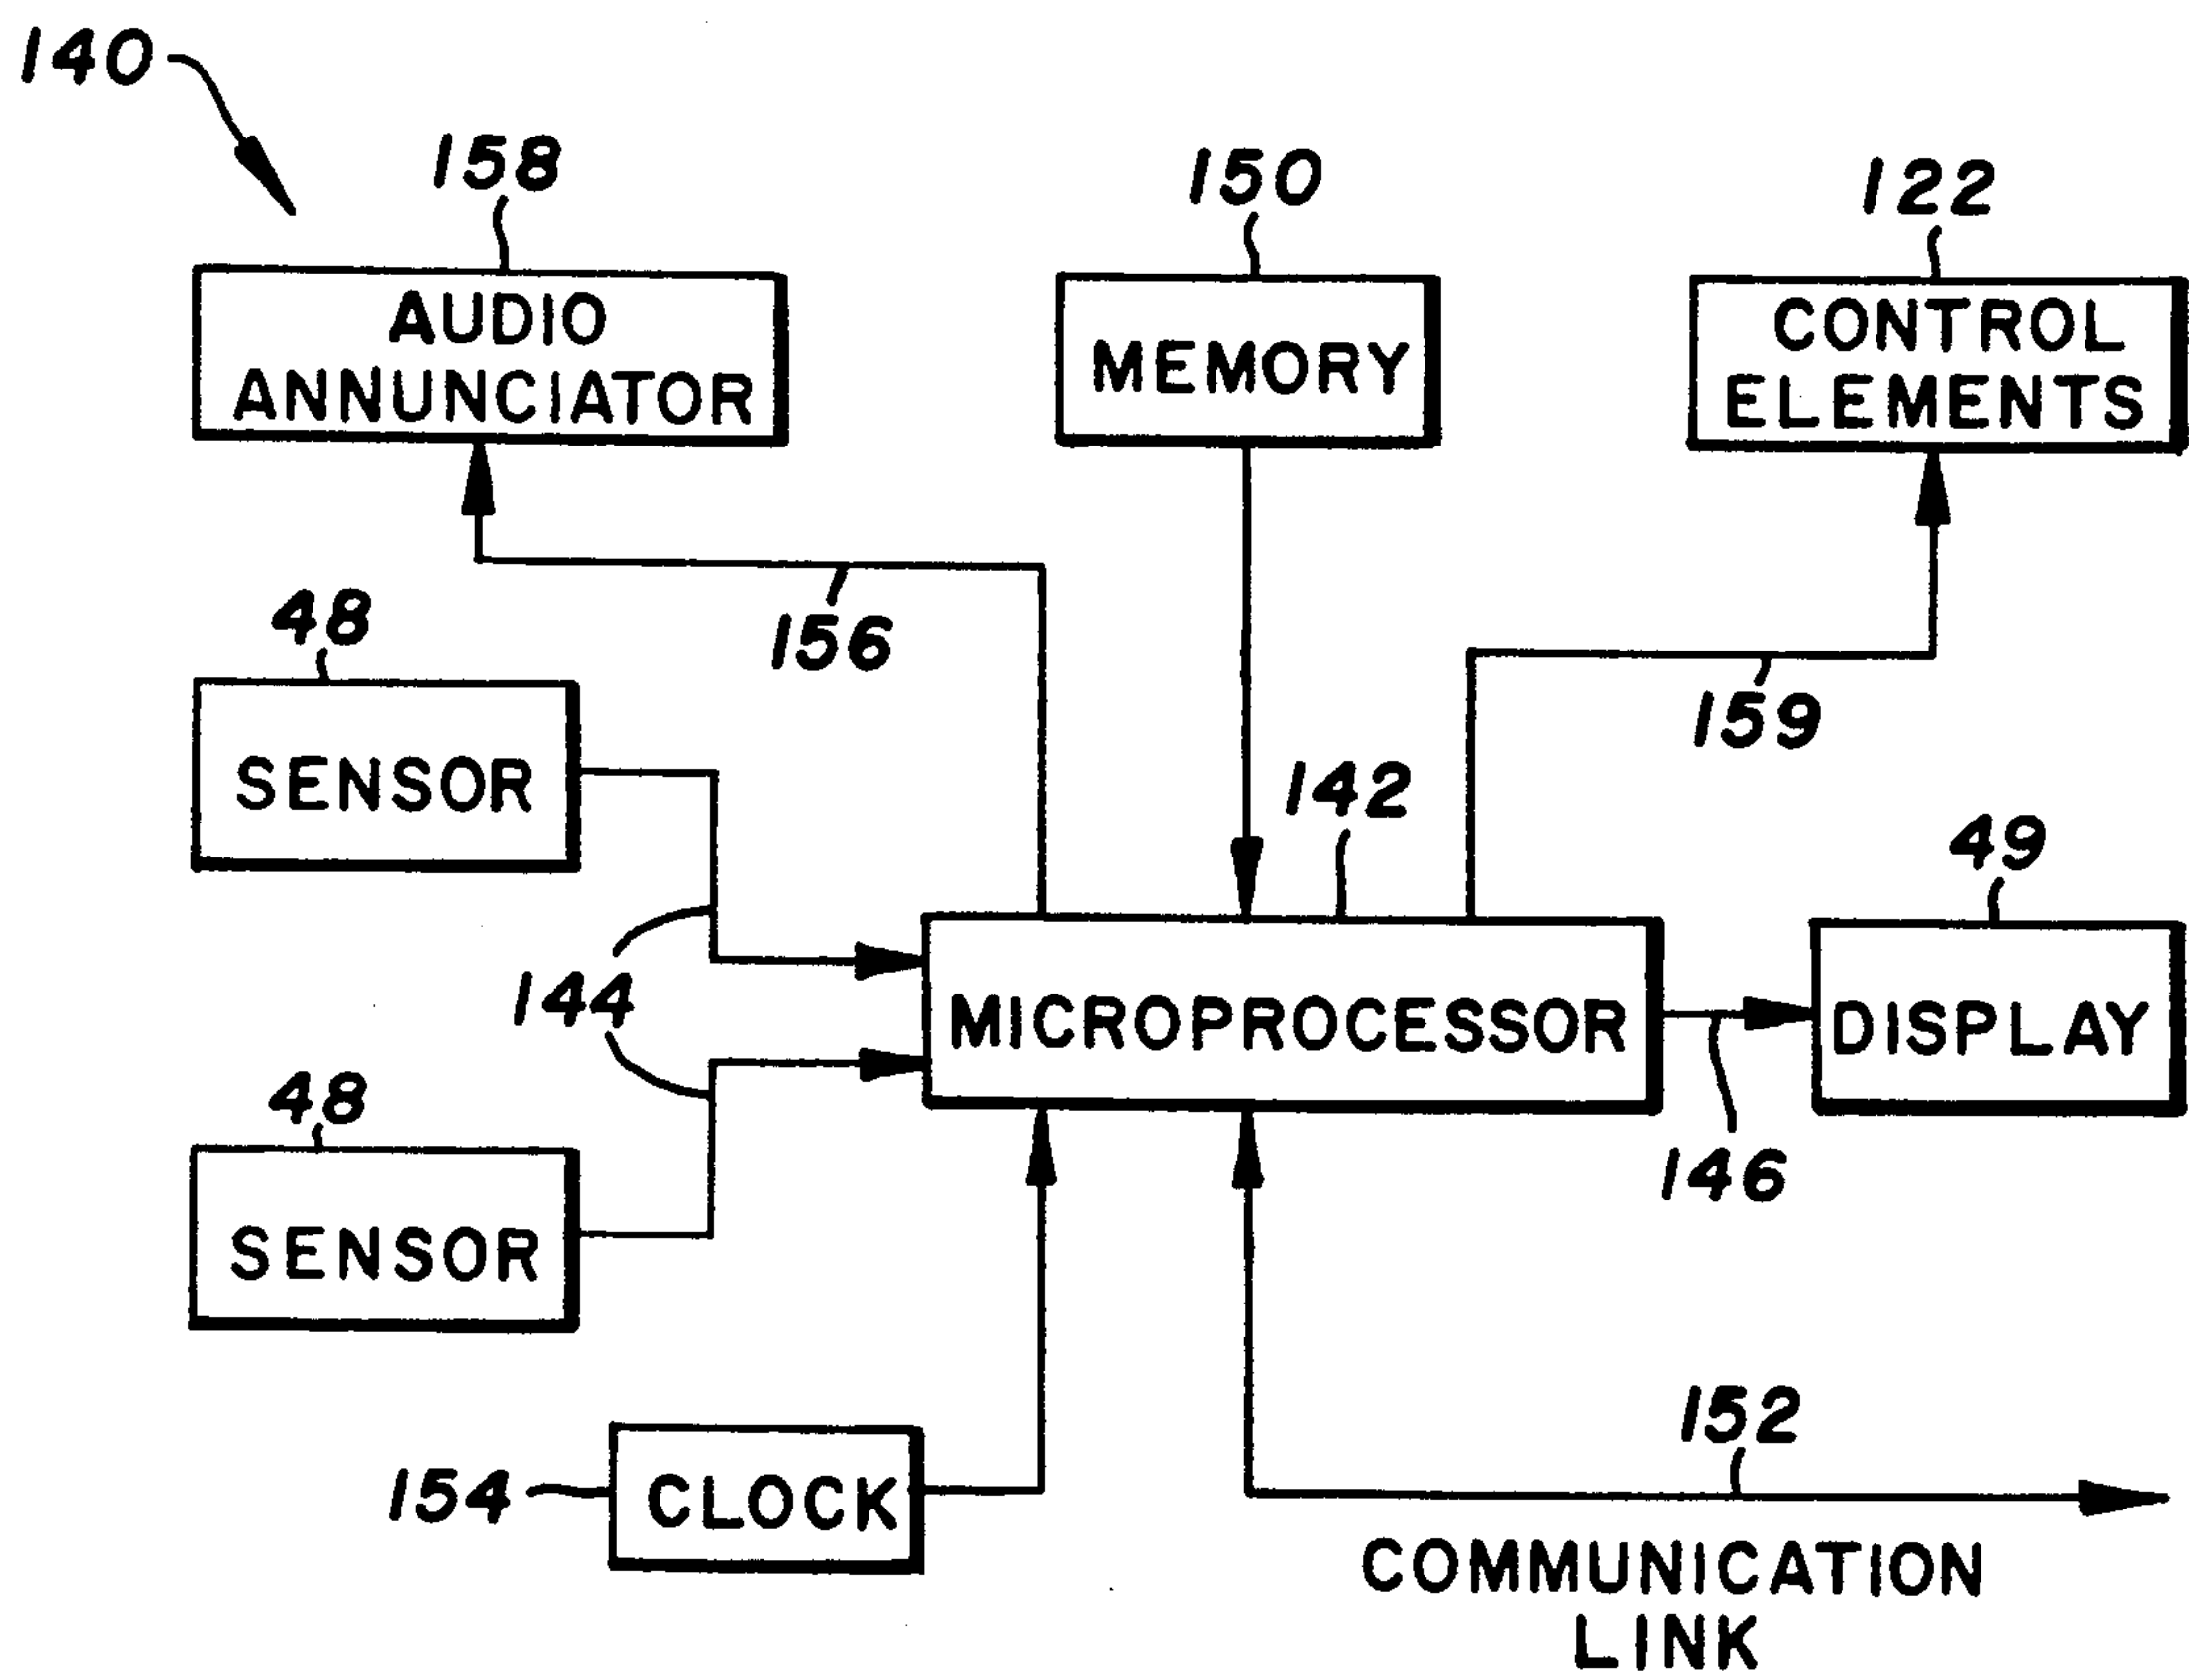 140
158
150
122
AUDIO
ANNUNCIATOR
MEMORY
CONTROL
ELEMENTS
156
159
48
SENSOR
142
49
144
MICROPROCESSOR
DISPLAY
146
48
SENSOR
154
CLOCK
152
COMMUNICATION
LINK